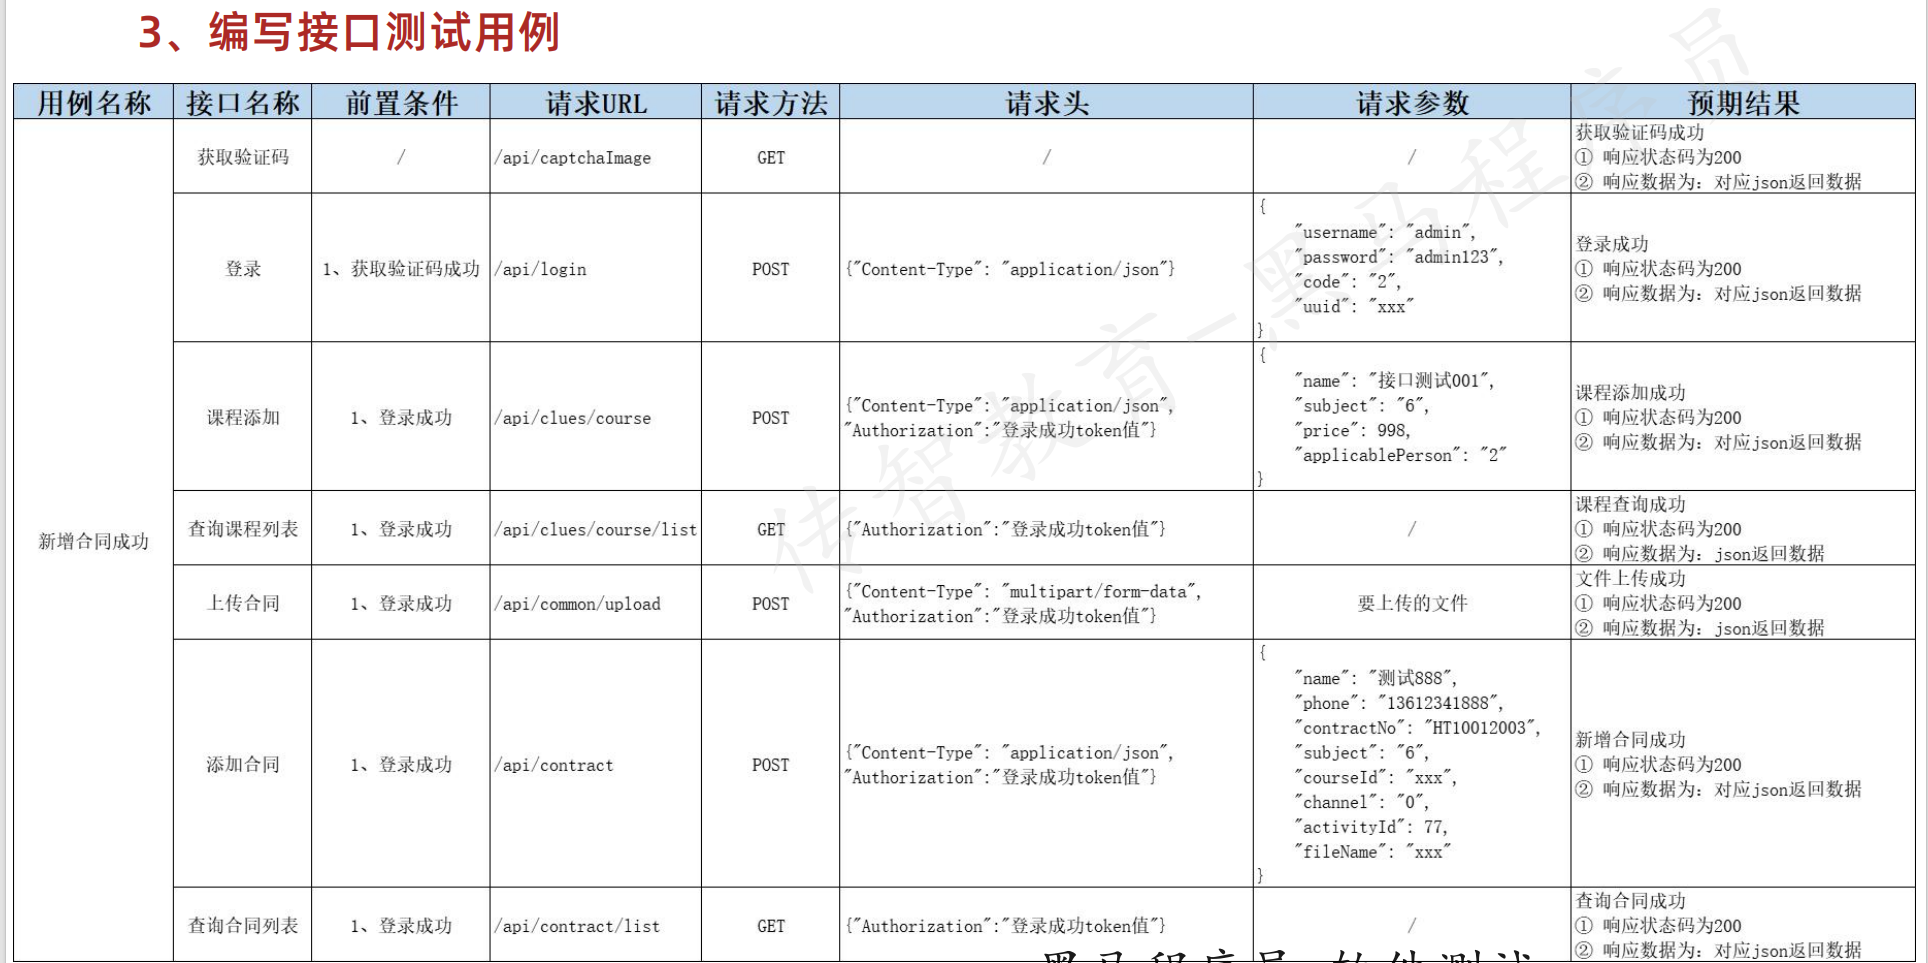 3、编写接口测试用例
用例名称 接口名称 前置条件 请求URL 请求方法 请求头 请求参数 预期结果
新增合同成功
获取验证码 / /api/captchaImage GET / /
获取验证码成功
① 响应状态码为200
② 响应数据为：对应json返回数据
登录 1、获取验证码成功 /api/login POST {"Content-Type": "application/json"}
{
"username": "admin",
"password": "admin123",
"code": "2",
"uuid": "xxx"
}
登录成功
① 响应状态码为200
② 响应数据为：对应json返回数据
课程添加 1、登录成功 /api/clues/course POST
{"Content-Type": "application/json",
"Authorization":"登录成功token值"}
{
"name": "接口测试001",
"subject": "6",
"price": 998,
"applicablePerson": "2"
}
课程添加成功
① 响应状态码为200
② 响应数据为：对应json返回数据
查询课程列表 1、登录成功 /api/clues/course/list GET {"Authorization":"登录成功token值"} /
课程查询成功
① 响应状态码为200
② 响应数据为：json返回数据
上传合同 1、登录成功 /api/common/upload POST
{"Content-Type": "multipart/form-data",
"Authorization":"登录成功token值"}
要上传的文件
文件上传成功
① 响应状态码为200
② 响应数据为：json返回数据
添加合同 1、登录成功 /api/contract POST
{"Content-Type": "application/json",
"Authorization":"登录成功token值"}
{
"name": "测试888",
"phone": "13612341888",
"contractNo": "HT10012003",
"subject": "6",
"courseId": "xxx",
"channel": "0",
"activityId": 77,
"fileName": "xxx"
}
新增合同成功
① 响应状态码为200
② 响应数据为：对应json返回数据
查询合同列表 1、登录成功 /api/contract/list GET {"Authorization":"登录成功token值"} /
查询合同成功
① 响应状态码为200
② 响应数据为：对应json返回数据
传智教育-黑马程序员